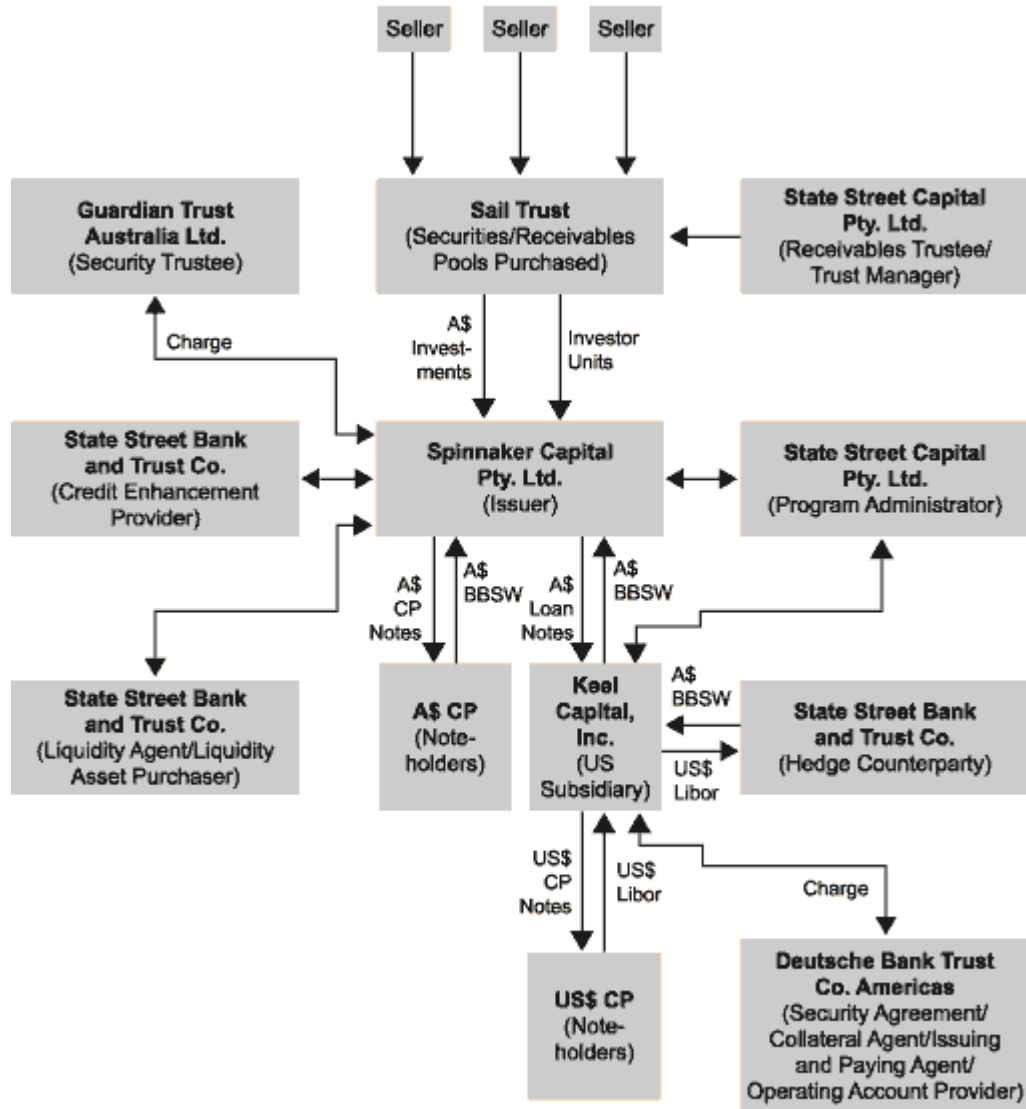 Seller
Seller
Seller
Guardian Trust
Australia Ltd.
(Security Trustee)
Sail Trust
(Securities/Receivables
Pools Purchased)
State Street Capital
Pty. Ltd.
(Receivables Trustee/
Trust Manager)
Charge
A$
Invest-
ments
Investor
Units
State Street Bank
and Trust Co.
(Credit Enhancement
Provider)
Spinnaker Capital
Pty. Ltd.
(Issuer)
State Street Capital
Pty. Ltd.
(Program Administrator)
A$
CP
Notes
A$
BBSW
A$
Loan
Notes
A$
BBSW
State Street Bank
and Trust Co.
(Liquidity Agent/Liquidity
Asset Purchaser)
A$ CP
(Note-
holders)
Keel
Capital,
Inc.
(US
Subsidiary)
A$
BBSW
US$
Libor
State Street Bank
and Trust Co.
(Hedge Counterparty)
US$
CP
Notes
US$
Libor
Charge
US$ CP
(Note-
holders)
Deutsche Bank Trust
Co. Americas
(Security Agreement/
Collateral Agent/Issuing
and Paying Agent/
Operating Account Provider)